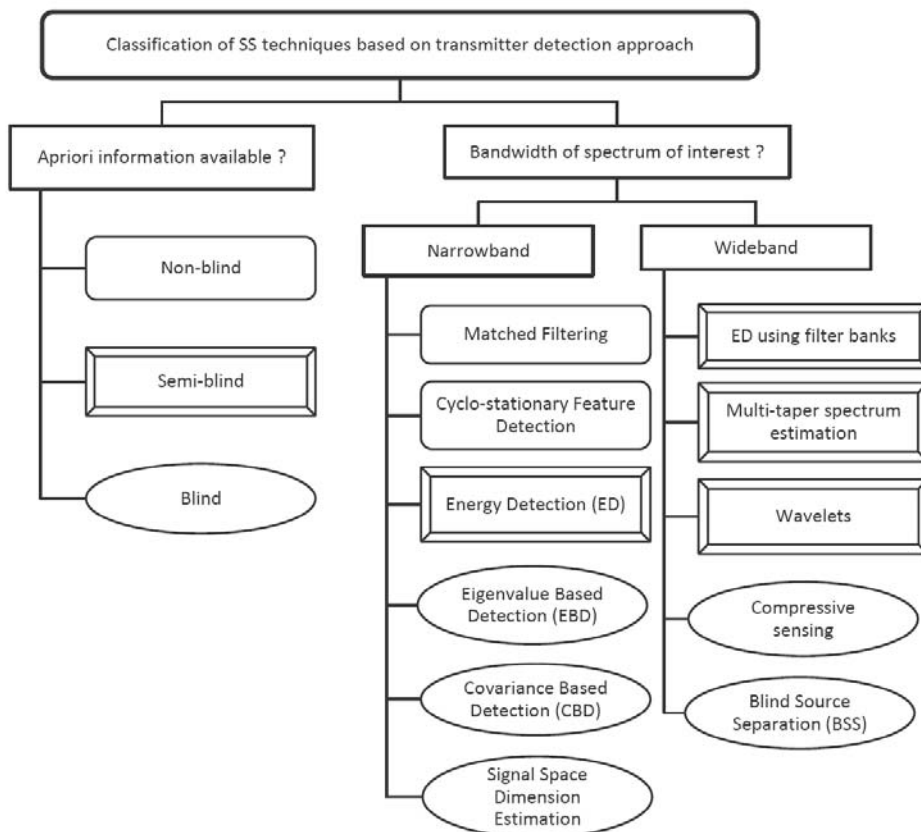 Classification of SS techniques based on transmitter detection approach
Apriori information available ?
Bandwidth of spectrum of interest ?
Non-blind
Semi-blind
Blind
Narrowband
Wideband
Matched Filtering
Cyclo-stationary Feature
Detection
Energy Detection (ED)
Eigenvalue Based
Detection (EBD)
Covariance Based
Detection (CBD)
Signal Space
Dimension
Estimation
ED using filter banks
Multi-taper spectrum
estimation
Wavelets
Compressive
sensing
Blind Source
Separation (BSS)